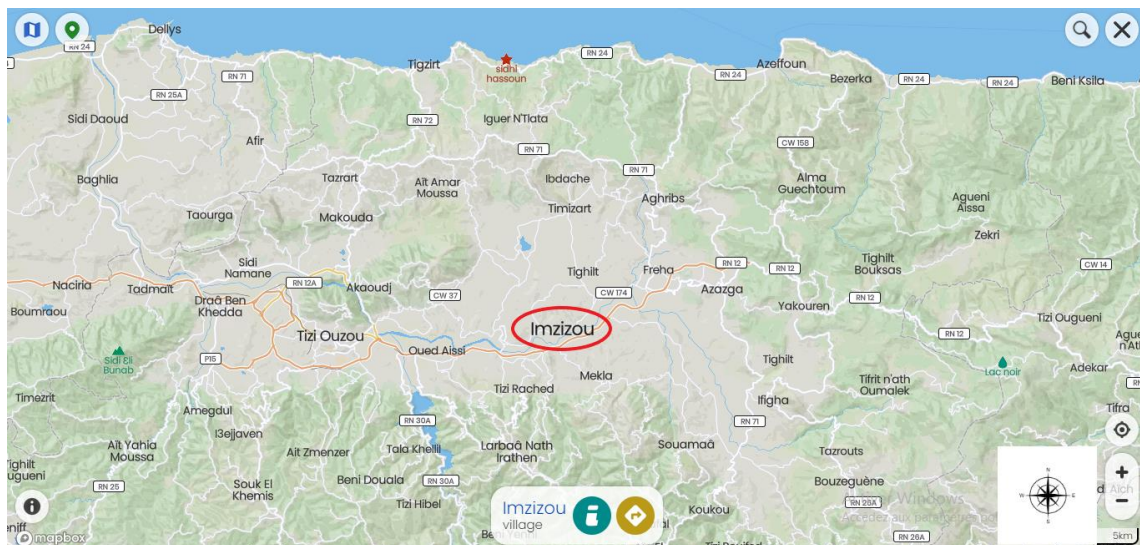 Dellys
RN 24
Tigzirt
sidhi
hassoun
RN 24
Azeffoun
RN 71
RN 24
Bezerka
RN 24
RN 24
Beni Ksila
RN 25A
Sidi Daoud
RN 72
Iguer N'Tlata
Afir
CW 158
RN 71
Baghlia
Tazrart
Aït Amar
Moussa
Ibdache
RN 71
Alma
Guechtoum
Taourga
Makouda
Timizart
Aghribs
Agueni
Aissa
Zekri
Sidi
Namane
Tighilt
Freha
RN 12
RN 12
Tighilt
Bouksas
CW 14
Naciria
Tadmaït
RN 12A
Akaoudj
CW 37
CW 174
Azazga
Yakouren
RN 12
Boumraou
Draâ Ben
Khedda
Tizi Ouzou
Imzizou
RN 12
Tizi Ougueni
Sidi Eli
Bunab
P15
Oued Aissi
Mekla
Tighilt
Lac noir
Adekar
Timezrit
Tizi Rached
Tifrit n'ath
Oumalek
Amegdul
Ifigha
Tifra
I3ejjaven
RN 30A
RN 71
Aït Yahia
Moussa
Ait Zmenzer
Tala Khelil
Larbaâ Nath
Irathen
Souamaâ
Tazrouts
RN 25
Souk El
Khemis
Beni Douala
RN 30A
Bouzeguène
Tizi Hibel
Imzizou
village
Koukou
RN 26A
N
W
E
S
mapbox
RN 26A
5km